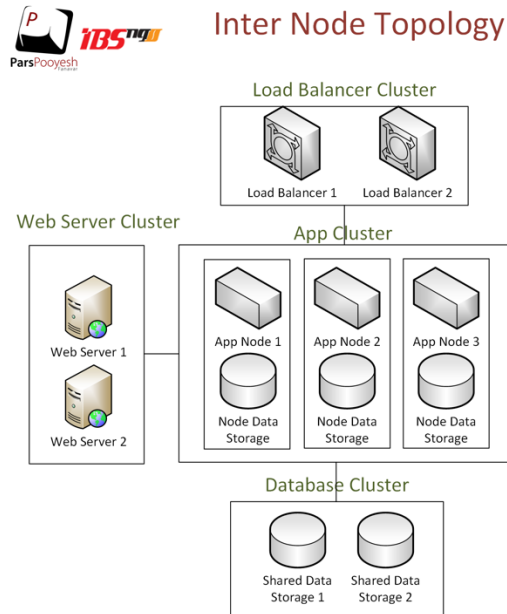 P
ParsPooyesh
Fanavar
IBSng
Inter Node Topology
Load Balancer Cluster
Load Balancer 1
Load Balancer 2
Web Server Cluster
Web Server 1
Web Server 2
App Cluster
App Node 1
App Node 2
App Node 3
Node Data
Storage
Node Data
Storage
Node Data
Storage
Database Cluster
Shared Data
Storage 1
Shared Data
Storage 2